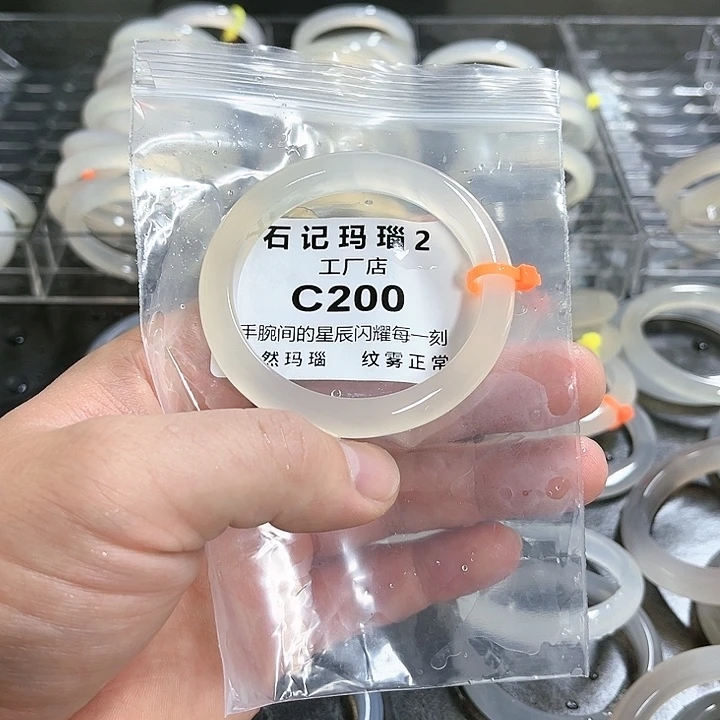 石记玛瑙2
工厂店
C200
手腕间的星辰闪耀每一刻
然玛瑙 纹雾正常